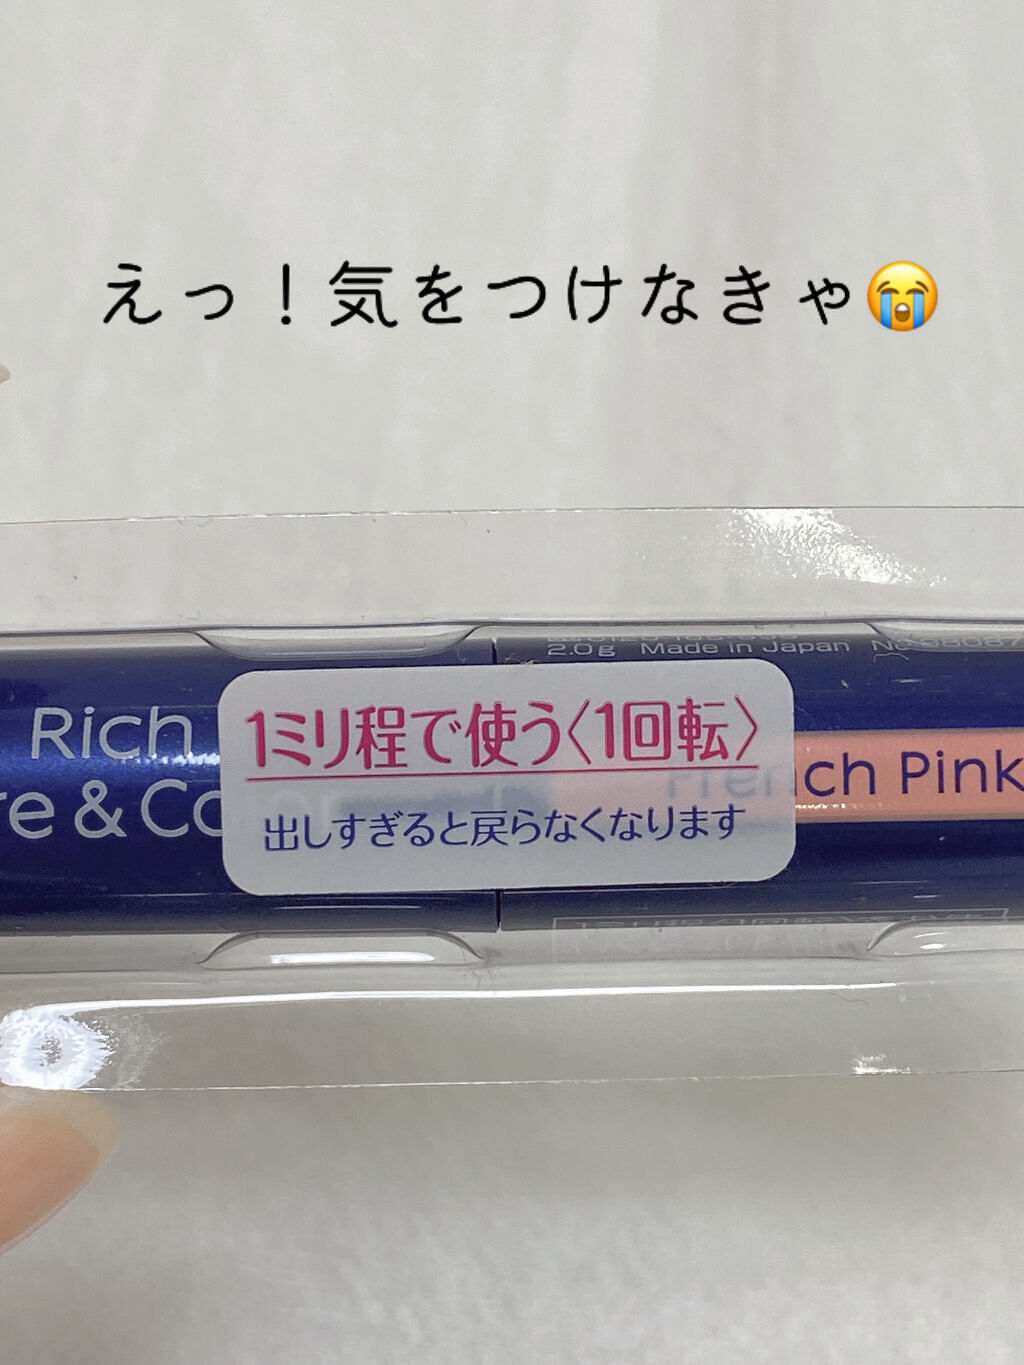 えっ！気をつけなきゃ😭
2.0g Made in Japan
Rich
& Co
1ミリ程で使う〈1回転〉
出しすぎると戻らなくなります
French Pink